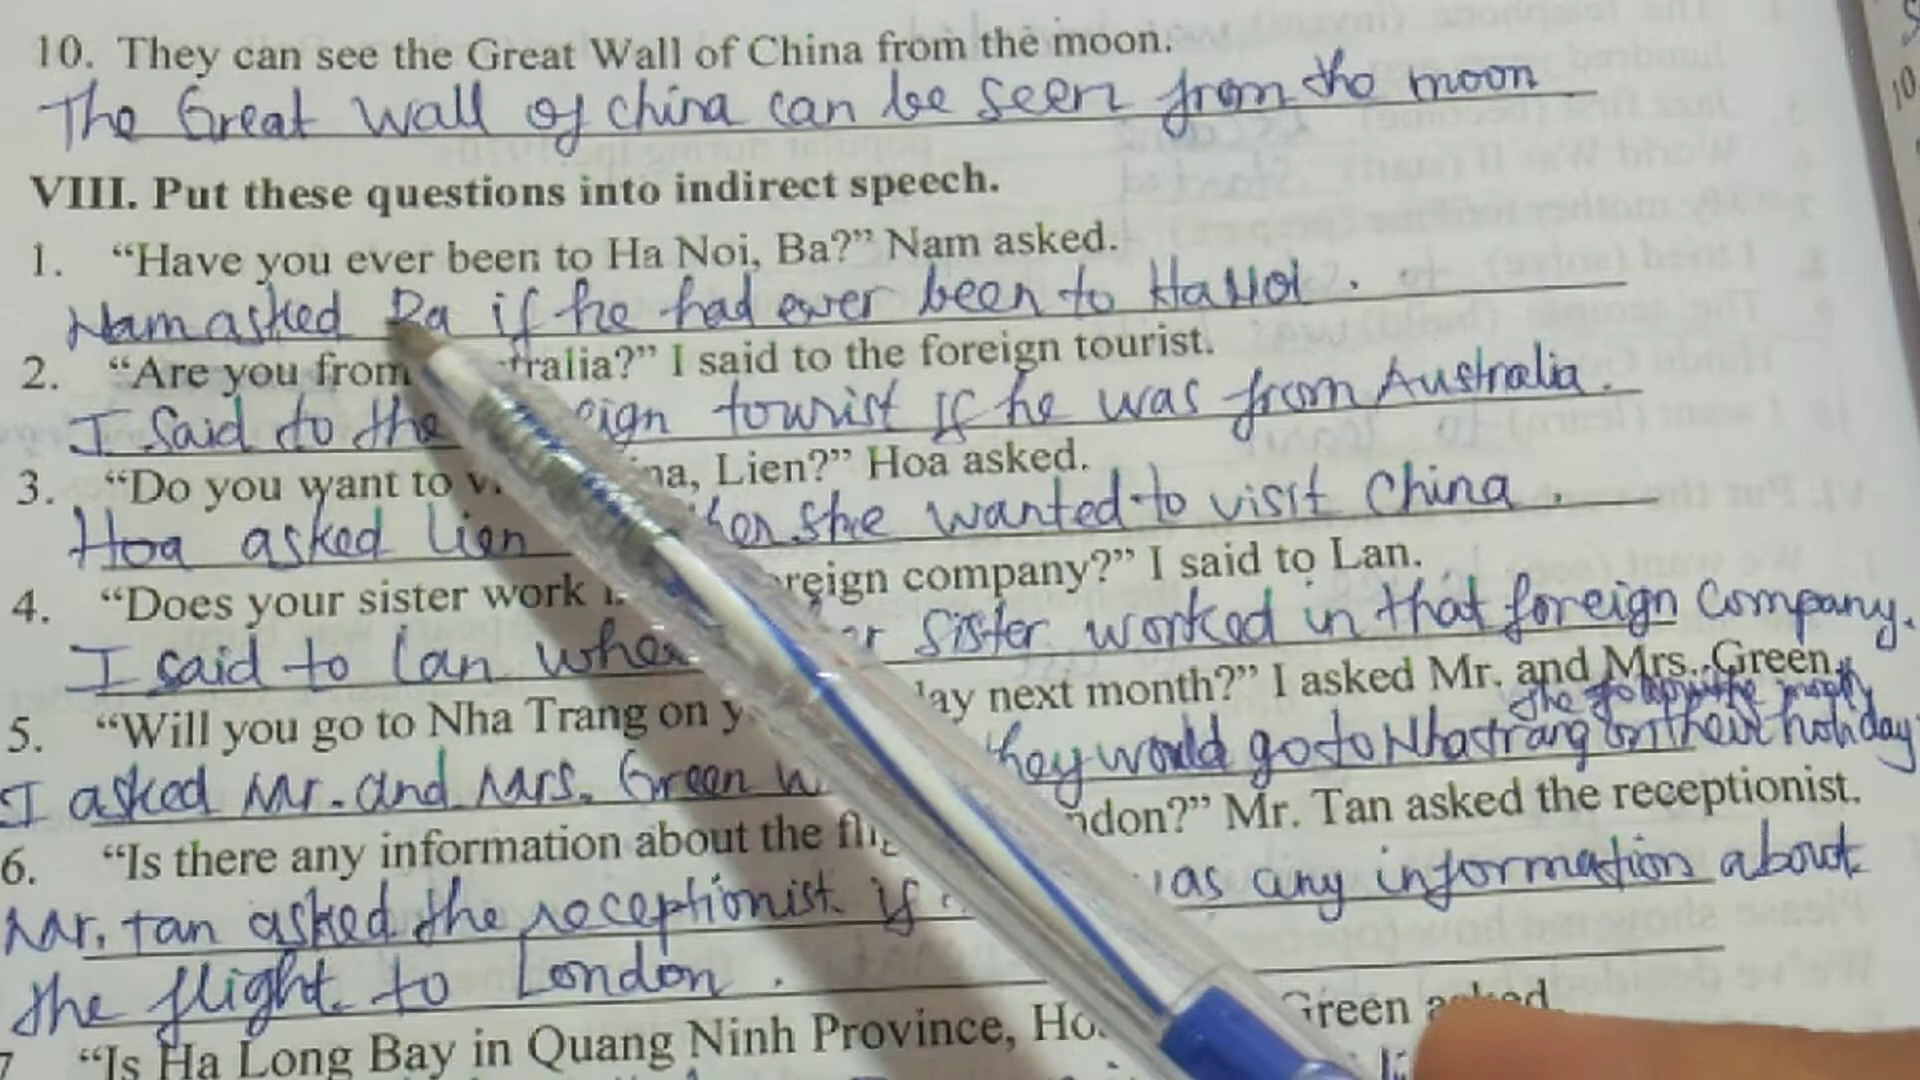 10. They can see the Great Wall of China from the moon.
The Great Wall of china can be seen from the moon
VIII. Put these questions into indirect speech.
1. “Have you ever been to Ha Noi, Ba?” Nam asked.
Nam asked Ba if he had ever been to Ha Noi.
2. “Are you from tralia?” I said to the foreign tourist.
I said to the eign tourist if he was from Australia.
3. “Do you want to na, Lien?” Hoa asked.
Hoa asked Lien she wanted to visit China.
4. “Does your sister work reign company?” I said to Lan.
I said to Lan sister worked in that foreign company.
5. “Will you go to Nha Trang on ay next month?” I asked Mr. and Mrs. Green.
I asked Mr. and Mrs. Green they would go to Nha trang on their holiday
6. “Is there any information about the ndon?” Mr. Tan asked the receptionist.
Mr. tan asked the receptionist if as any information about
the flight to London.
7 “Is Ha Long Bay in Quang Ninh Province, Green asked.